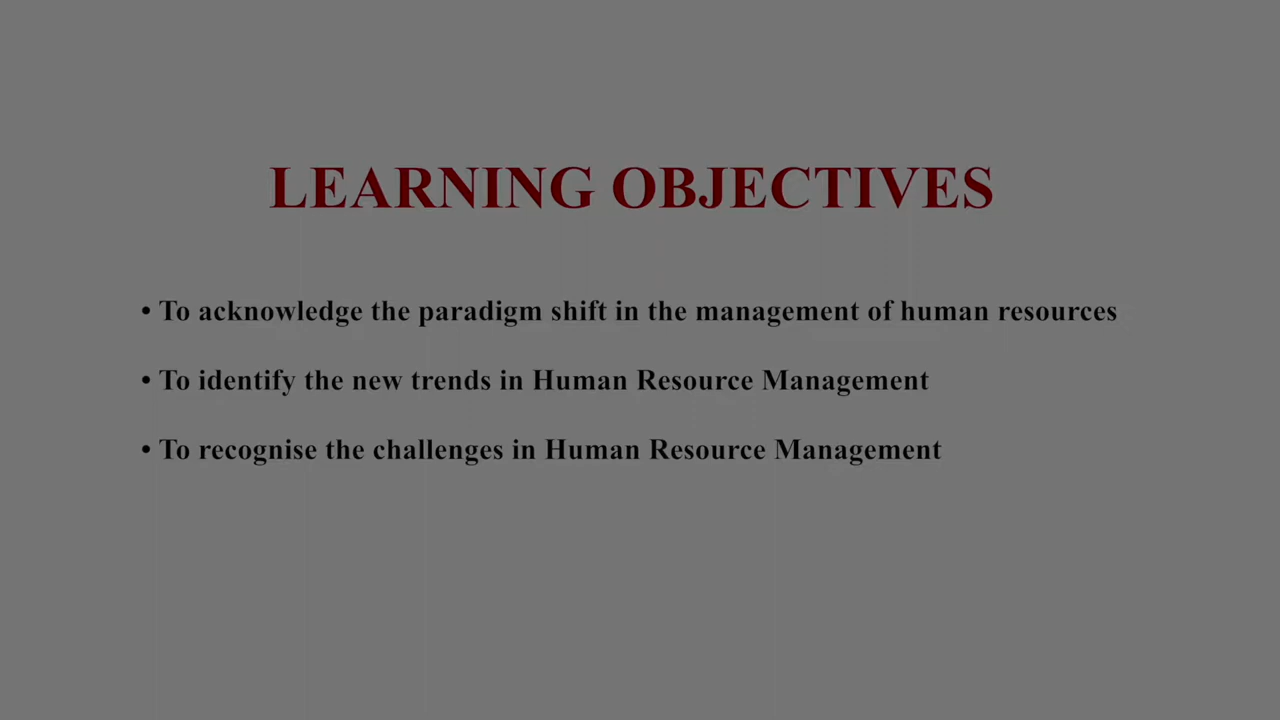 LEARNING OBJECTIVES
• To acknowledge the paradigm shift in the management of human resources
• To identify the new trends in Human Resource Management
• To recognise the challenges in Human Resource Management